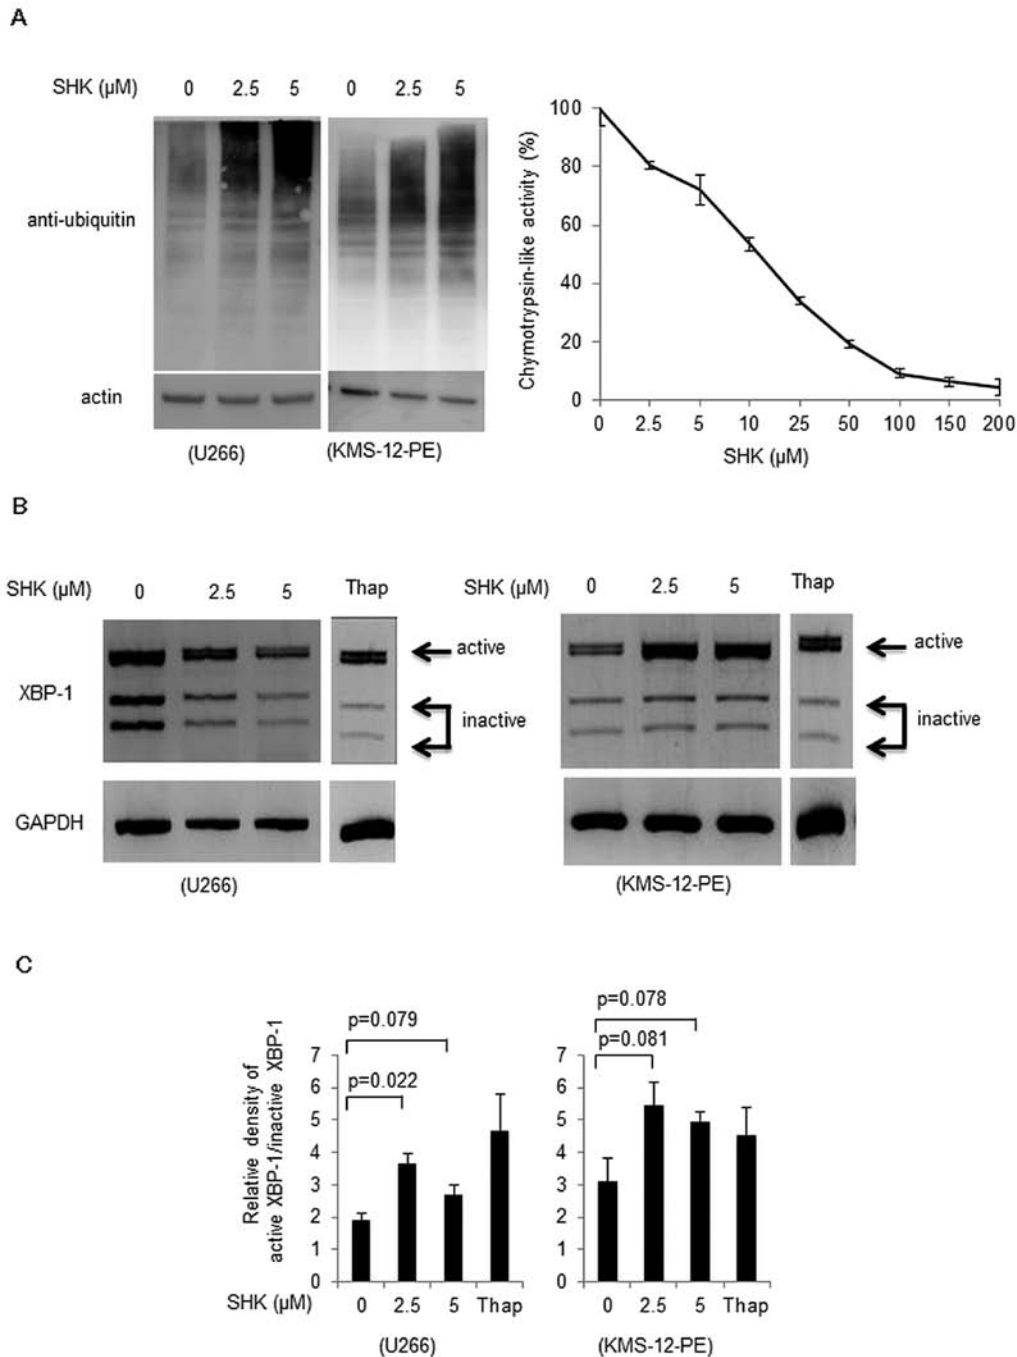 A
SHK (µM) 0 2.5 5 0 2.5 5
anti-ubiquitin
actin
(U266) (KMS-12-PE)
Chymotrypsin-like activity (%)
100
80
60
40
20
0
0 2.5 5 10 25 50 100 150 200
SHK (µM)
B
SHK (µM) 0 2.5 5 Thap SHK (µM) 0 2.5 5 Thap
active active
XBP-1
inactive inactive
GAPDH
(U266) (KMS-12-PE)
C
Relative density of
active XBP-1/inactive XBP-1
p=0.079
p=0.022
7
6
5
4
3
2
1
0
SHK (µM) 0 2.5 5 Thap
(U266)
p=0.078
p=0.081
7
6
5
4
3
2
1
0
0 2.5 5 Thap
(KMS-12-PE)